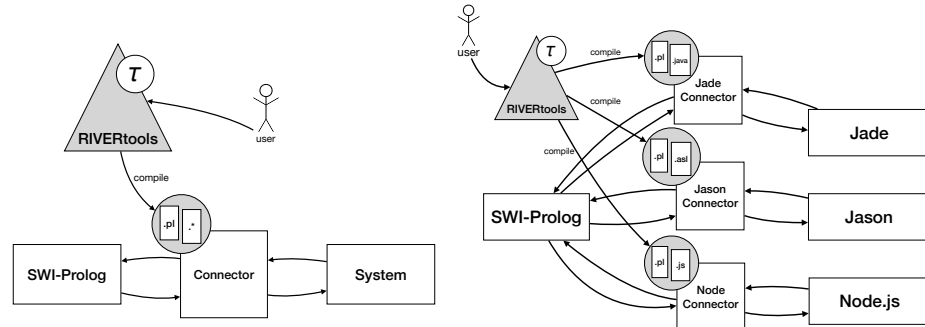 τ
RIVERtools
user
compile
.pl .*
SWI-Prolog
Connector
System
user
τ
RIVERtools
compile
.pl .java
Jade
Connector
Jade
compile
.pl .asl
compile
SWI-Prolog
Jason
Connector
Jason
.pl .js
Node
Connector
Node.js